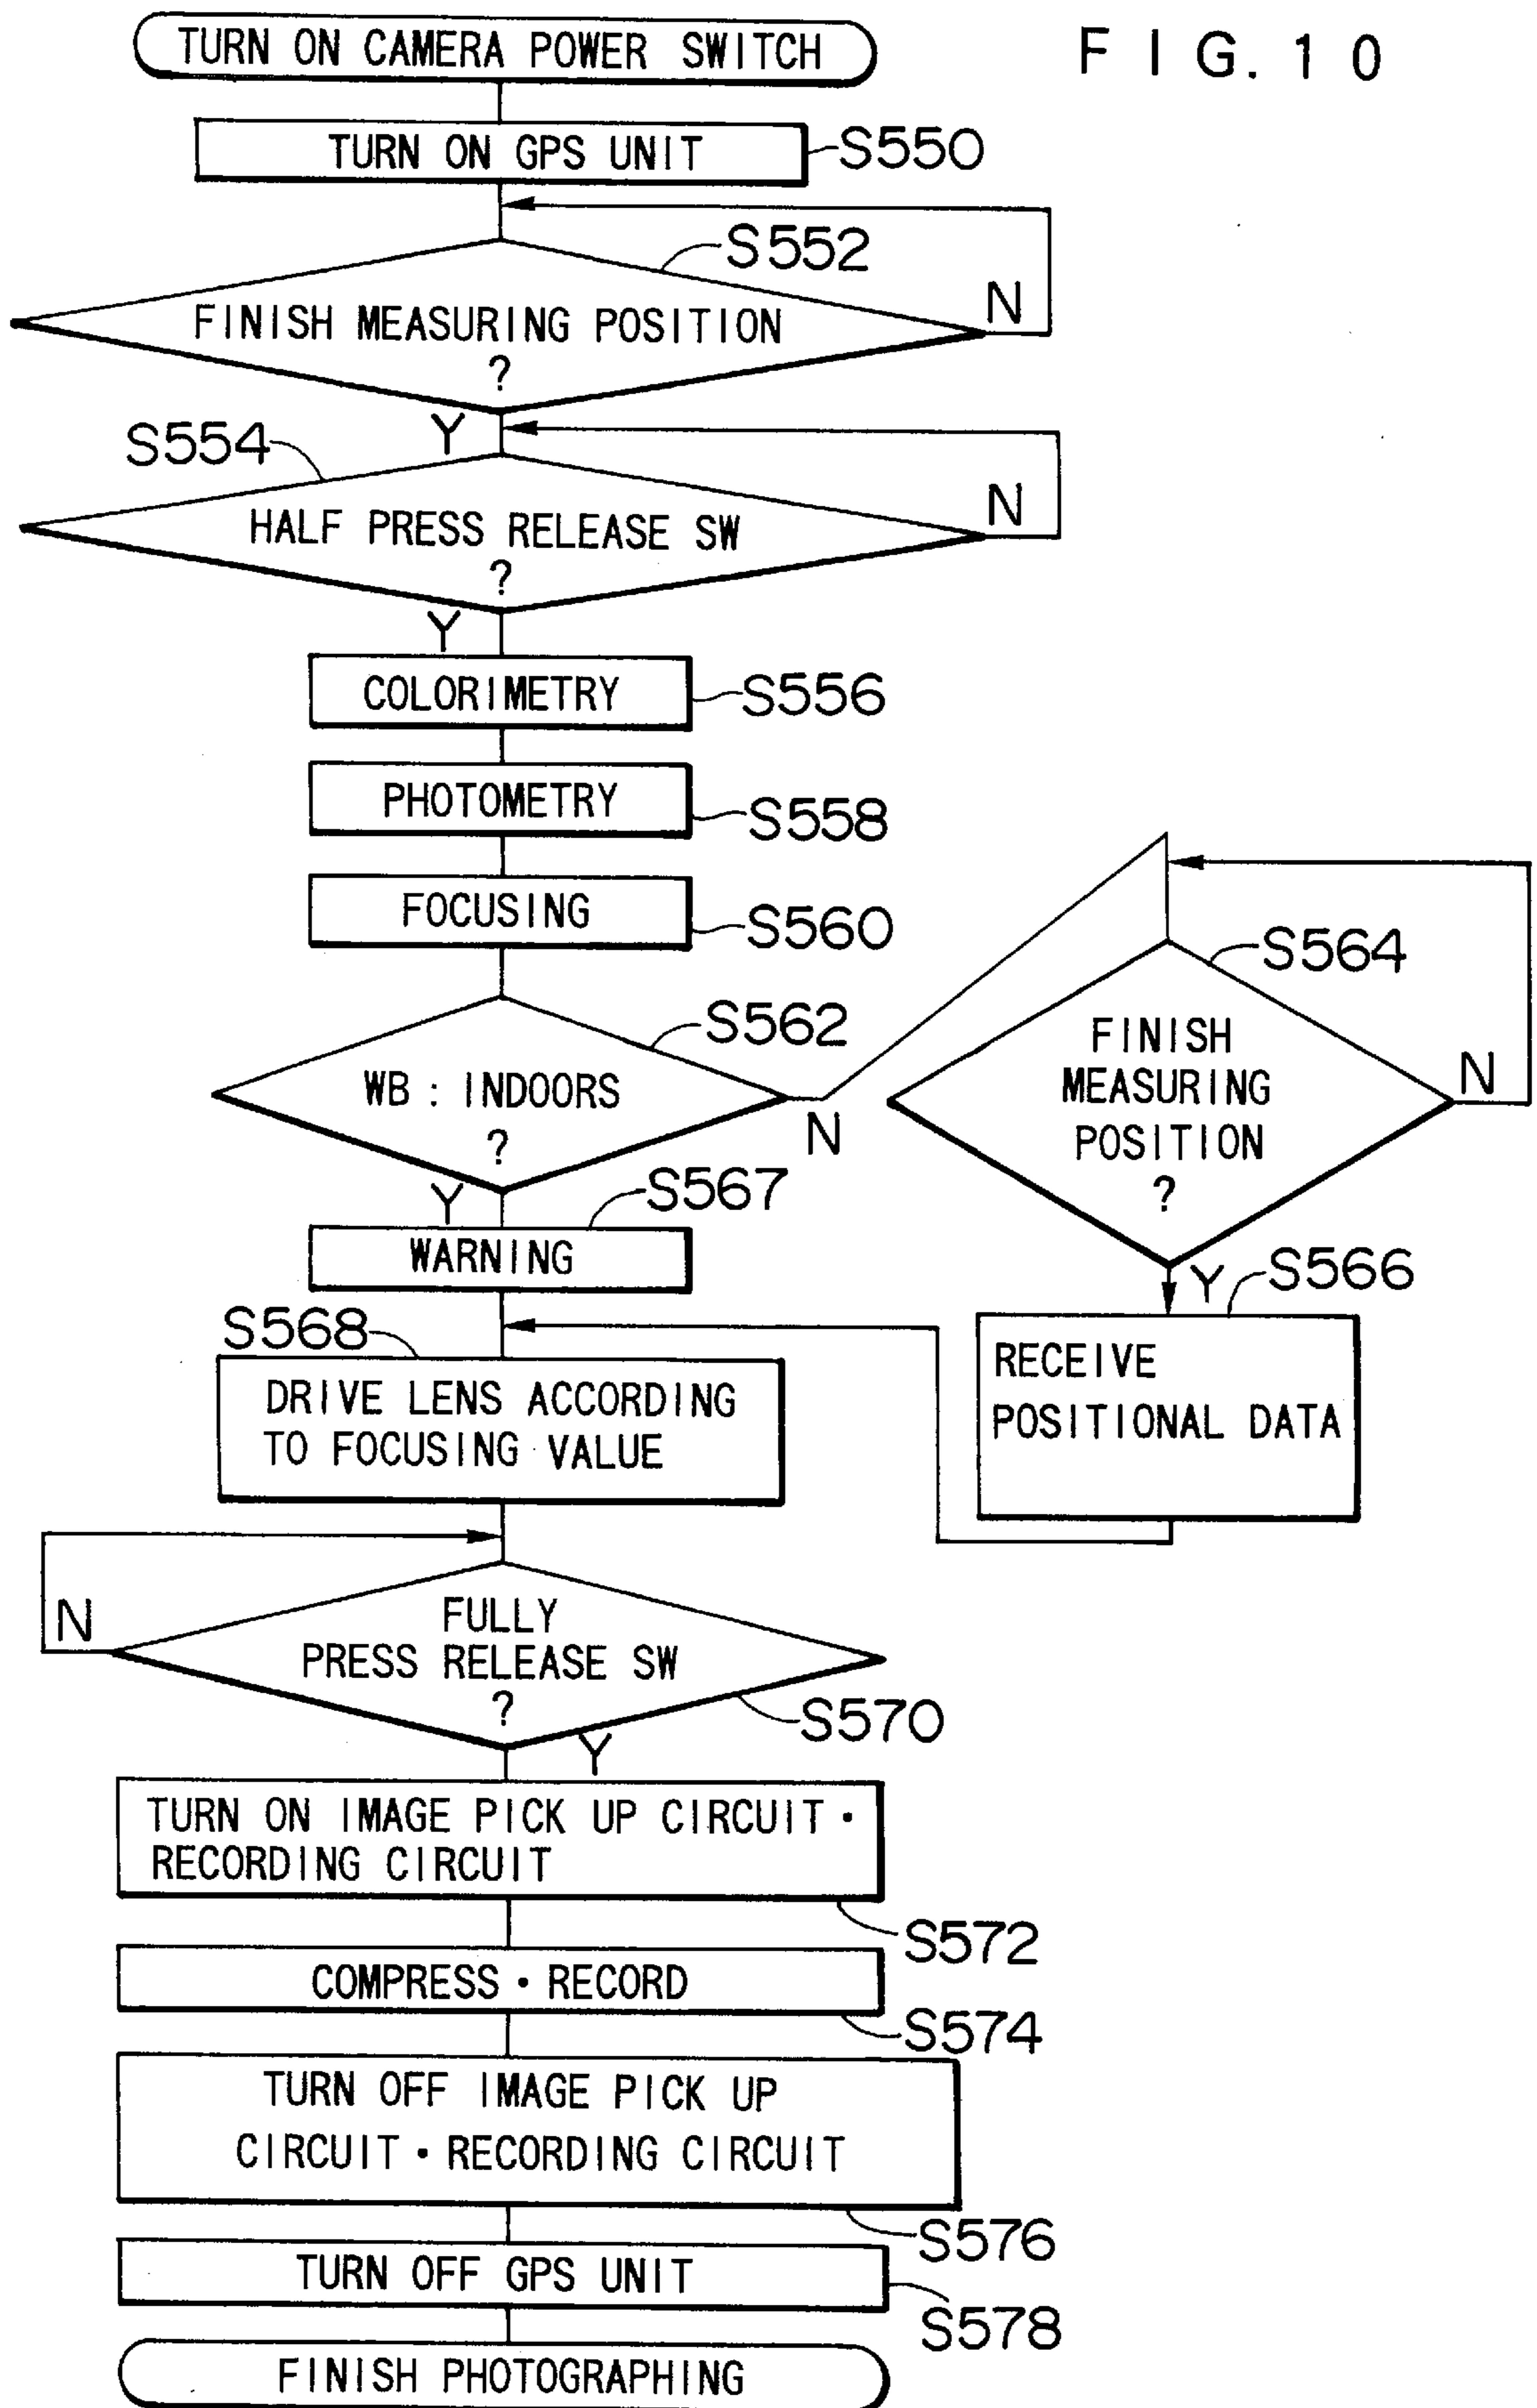 FIG. 10
TURN ON CAMERA POWER SWITCH
TURN ON GPS UNIT
S550
S552
FINISH MEASURING POSITION
?
N
Y
S554
HALF PRESS RELEASE SW
?
N
Y
COLORIMETRY
S556
PHOTOMETRY
S558
FOCUSING
S560
S562
WB : INDOORS
?
N
Y
S564
FINISH
MEASURING
POSITION
?
N
Y
S566
RECEIVE
POSITIONAL DATA
S567
WARNING
S568
DRIVE LENS ACCORDING
TO FOCUSING VALUE
FULLY
PRESS RELEASE SW
?
N
S570
Y
TURN ON IMAGE PICK UP CIRCUIT・
RECORDING CIRCUIT
S572
COMPRESS・RECORD
S574
TURN OFF IMAGE PICK UP
CIRCUIT・RECORDING CIRCUIT
S576
TURN OFF GPS UNIT
S578
FINISH PHOTOGRAPHING